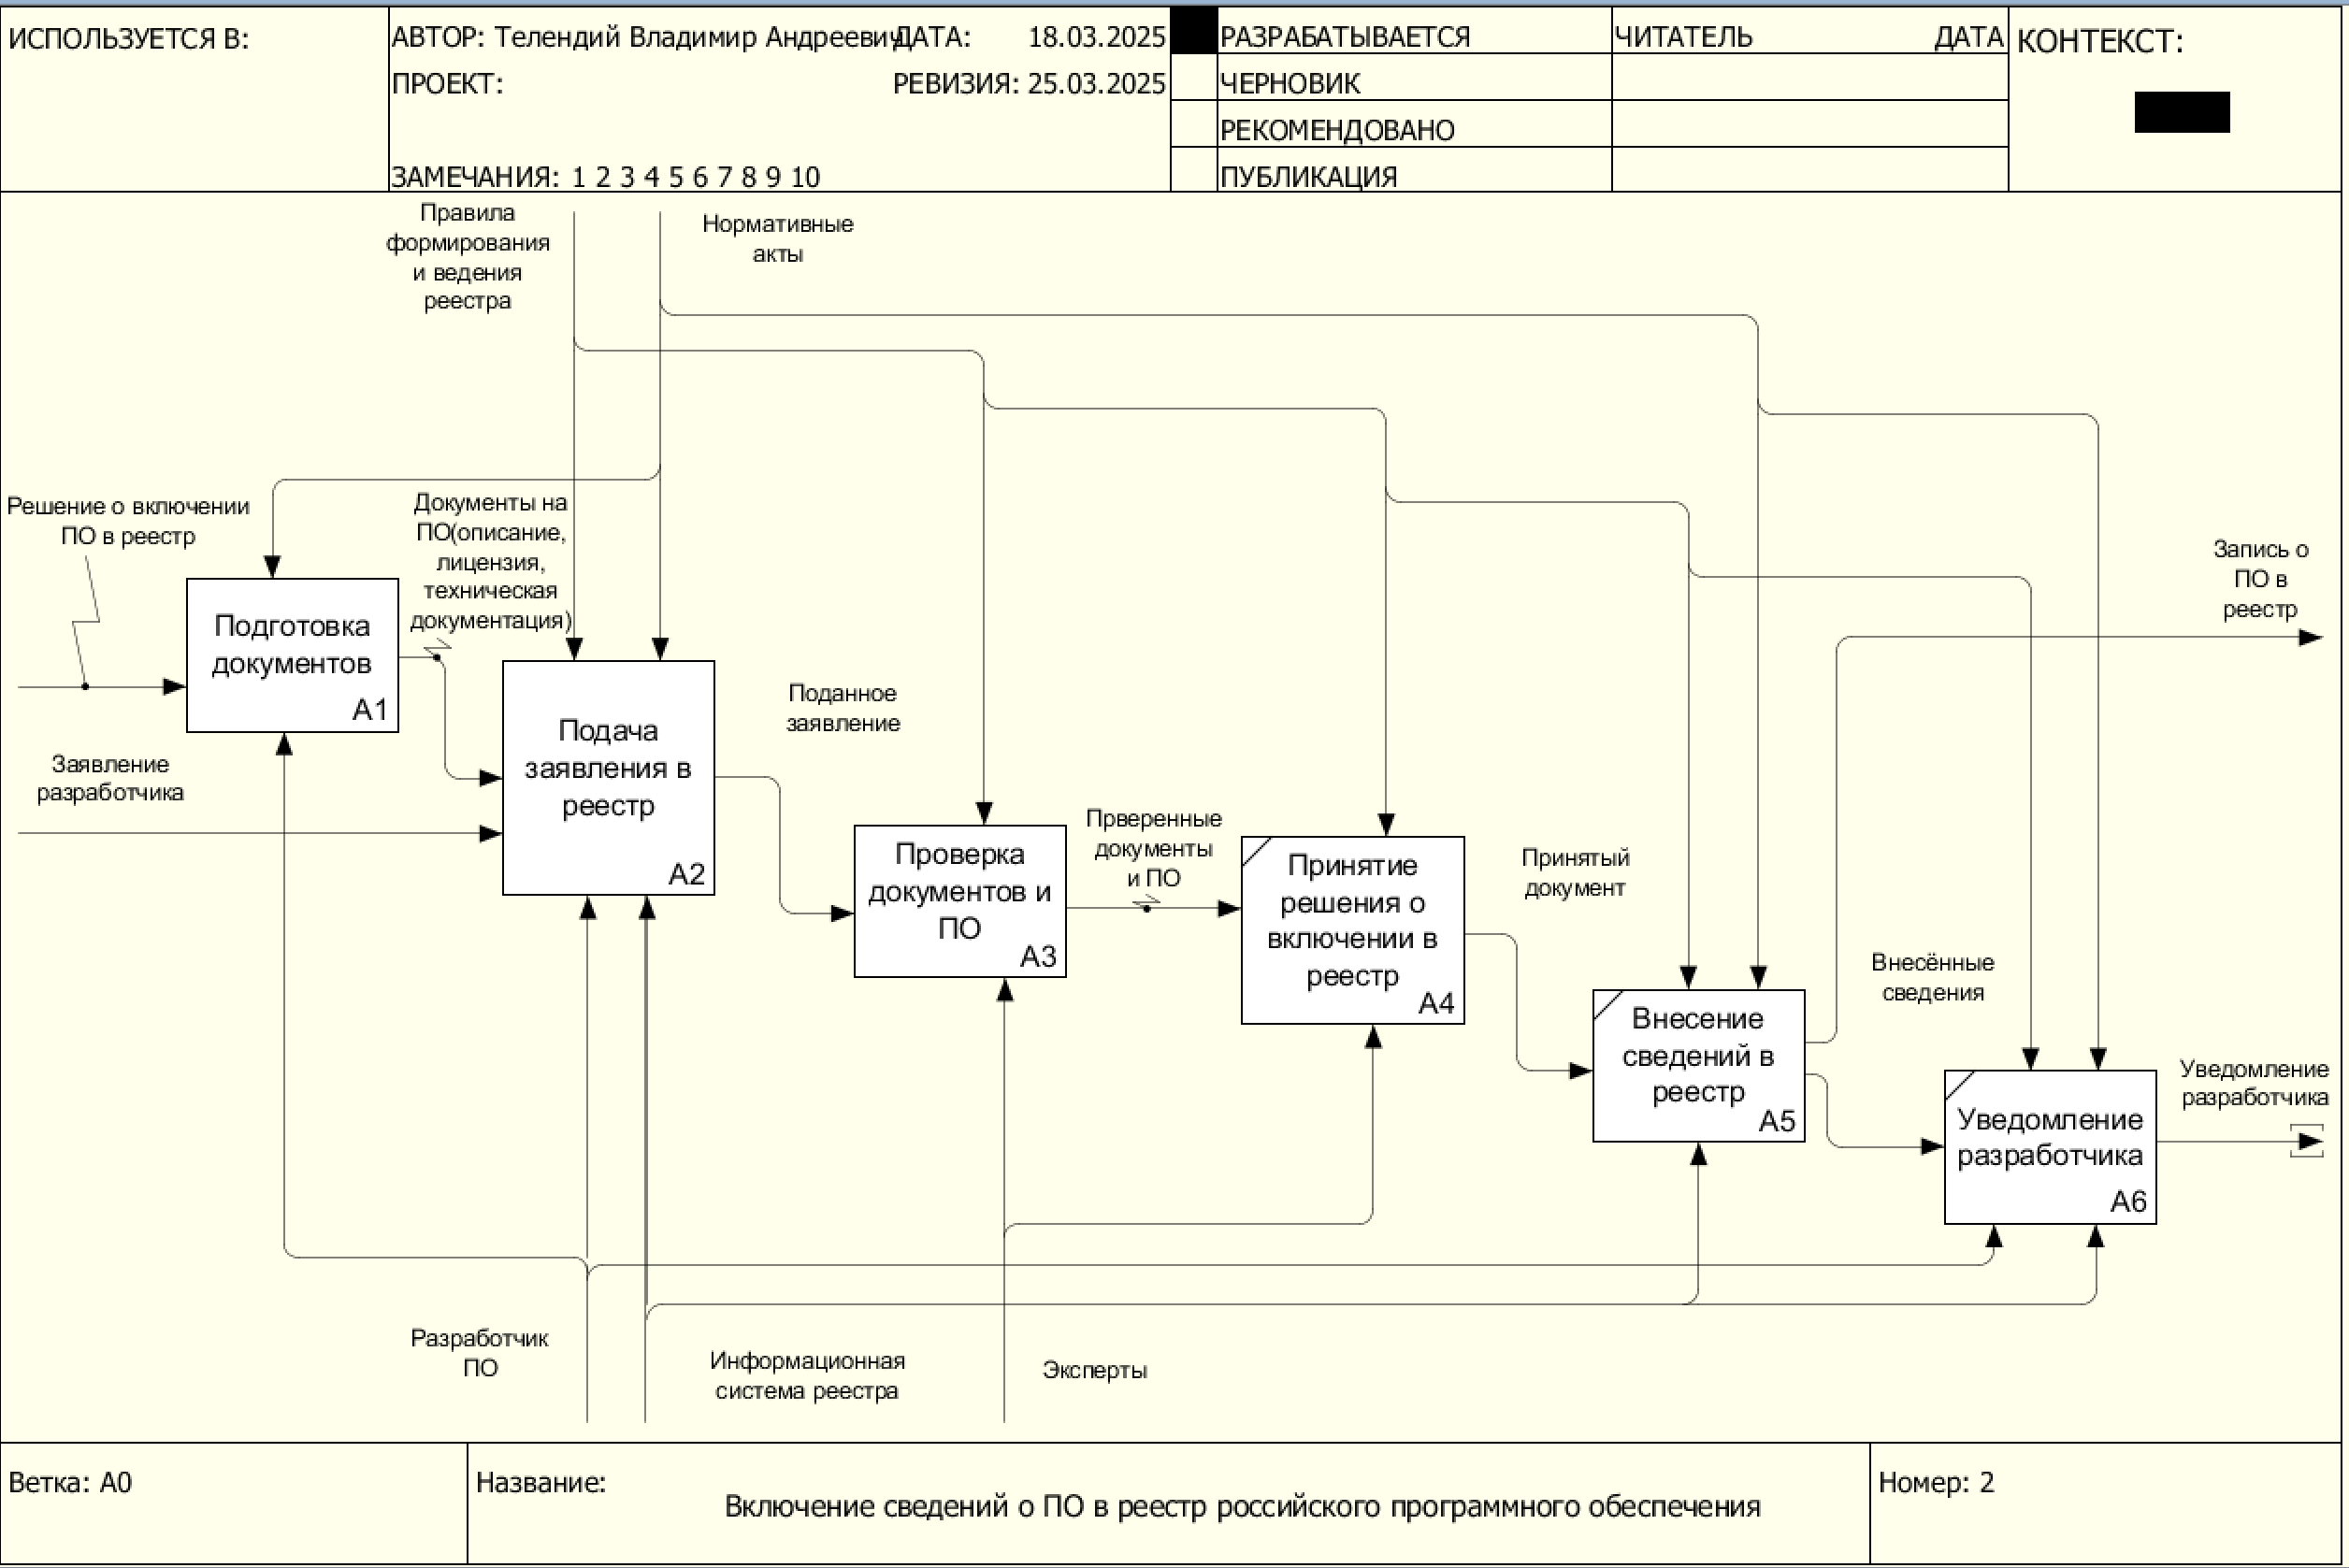 ИСПОЛЬЗУЕТСЯ В:
АВТОР: Телендий Владимир Андреевич
ДАТА: 18.03.2025
ПРОЕКТ:
РЕВИЗИЯ: 25.03.2025
ЗАМЕЧАНИЯ: 1 2 3 4 5 6 7 8 9 10
РАЗРАБАТЫВАЕТСЯ
ЧЕРНОВИК
РЕКОМЕНДОВАНО
ПУБЛИКАЦИЯ
ЧИТАТЕЛЬ ДАТА
КОНТЕКСТ:
Правила
формирования
и ведения
реестра
Нормативные
акты
Решение о включении
ПО в реестр
Документы на
ПО(описание,
лицензия,
техническая
документация)
Запись о
ПО в
реестр
Подготовка
документов
A1
Заявление
разработчика
Подача
заявления в
реестр
A2
Поданное
заявление
Проверка
документов и
ПО
A3
Прверенные
документы
и ПО
Принятие
решения о
включении в
реестр
A4
Принятый
документ
Внесение
сведений в
реестр
A5
Внесённые
сведения
Уведомление
разработчика
A6
Уведомление
разработчика
Разработчик
ПО
Информационная
система реестра
Эксперты
Ветка: A0
Название:
Включение сведений о ПО в реестр российского программного обеспечения
Номер: 2